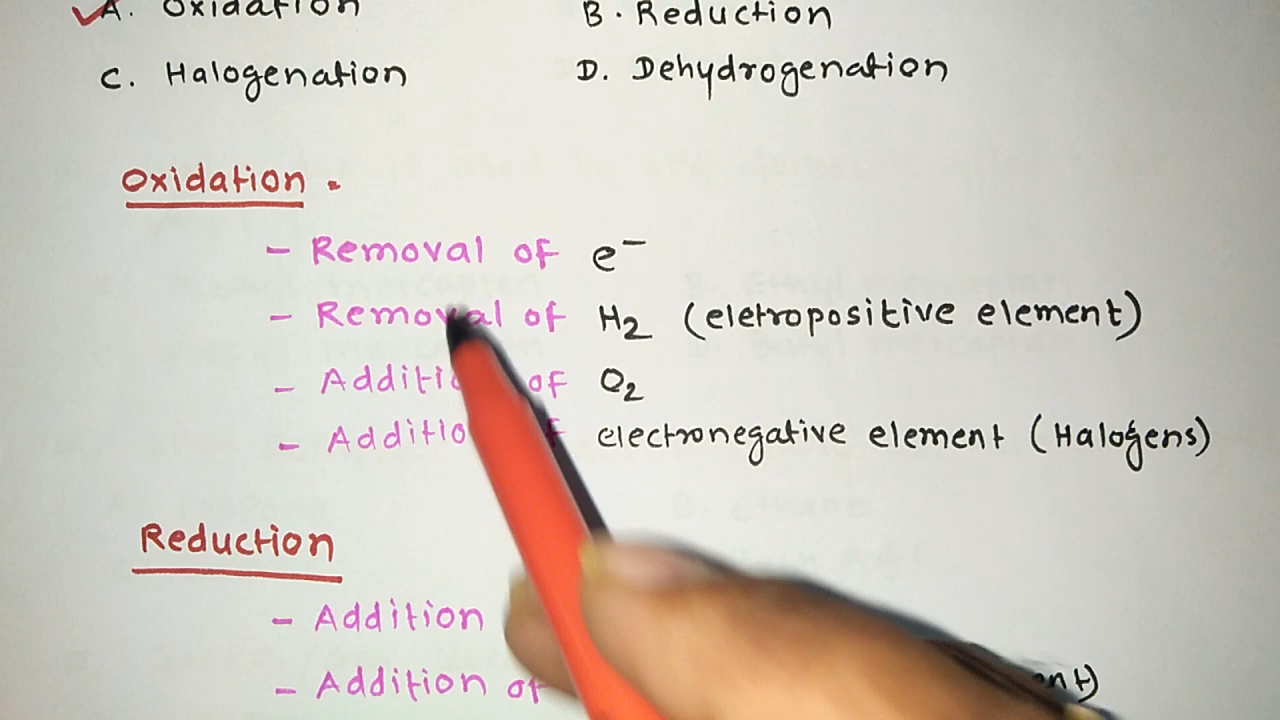 A. Oxidation B. Reduction
C. Halogenation D. Dehydrogenation
Oxidation.
- Removal of e⁻
- Removal of H₂ (eletropositive element)
- Additi of O₂
- Additio electronegative element (Halogens)
Reduction
- Addition
- Addition of